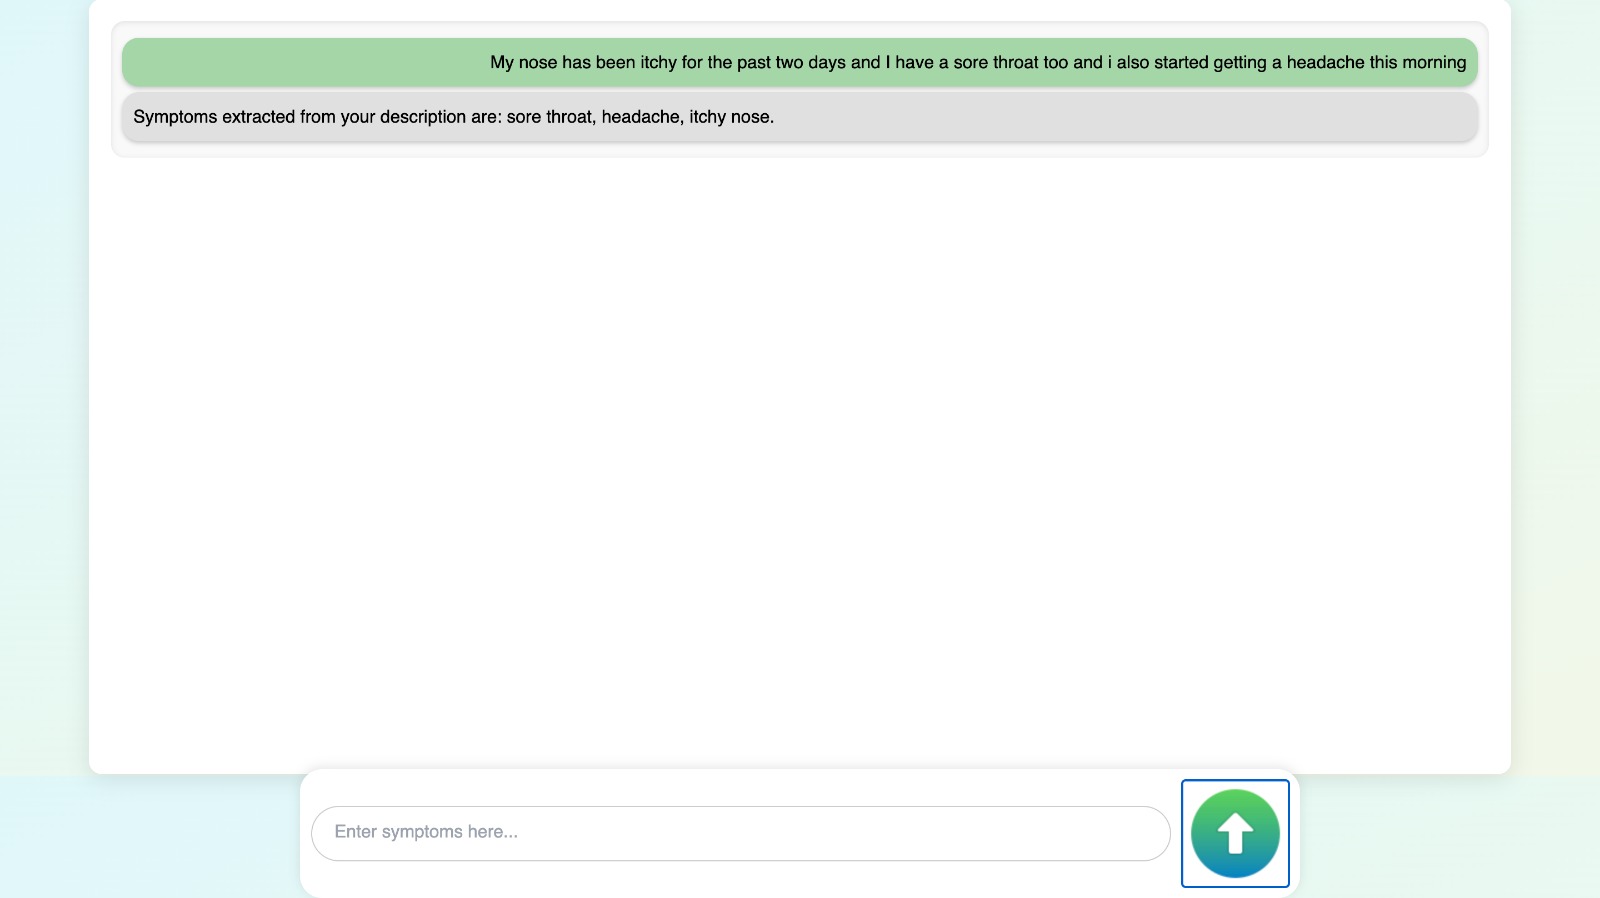 My nose has been itchy for the past two days and I have a sore throat too and i also started getting a headache this morning
Symptoms extracted from your description are: sore throat, headache, itchy nose.
Enter symptoms here...